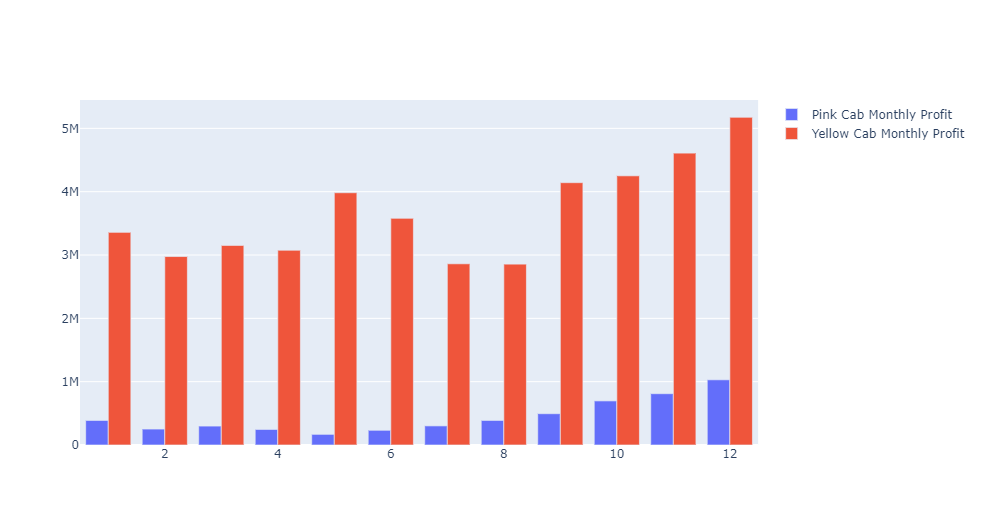 Pink Cab Monthly Profit
Yellow Cab Monthly Profit
5M
4M
3M
2M
1M
0
2 4 6 8 10 12